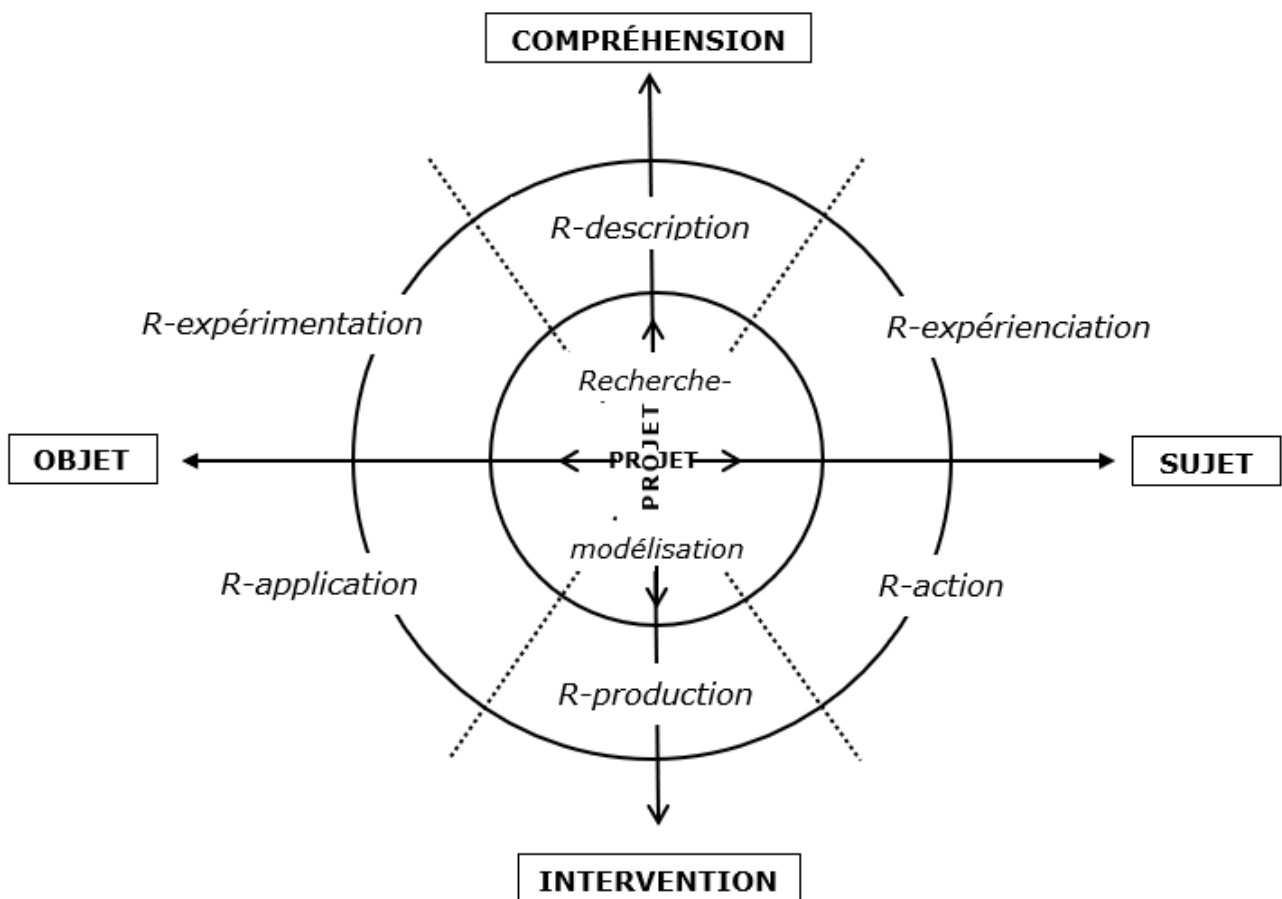 COMPRÉHENSION
R-description
R-expérimentation
R-expérienciation
Recherche-
PROJET
OBJET
PROJET
SUJET
modélisation
R-application
R-action
R-production
INTERVENTION